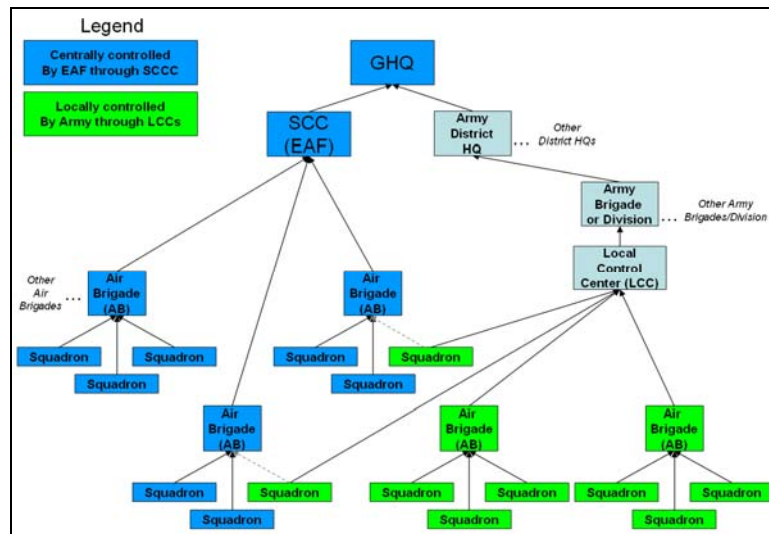 Legend
Centrally controlled
By EAF through SCCC
Locally controlled
By Army through LCCs
GHQ
SCC
(EAF)
Army
District
HQ
... Other
District HQs
Army
Brigade
or Division
... Other Army
Brigades/Division
Local
Control
Center (LCC)
Other
Air
Brigades ...
Air
Brigade
(AB)
Air
Brigade
(AB)
Squadron
Squadron
Squadron
Squadron
Squadron
Squadron
Air
Brigade
(AB)
Air
Brigade
(AB)
Air
Brigade
(AB)
Squadron
Squadron
Squadron
Squadron
Squadron
Squadron
Squadron
Squadron
Squadron